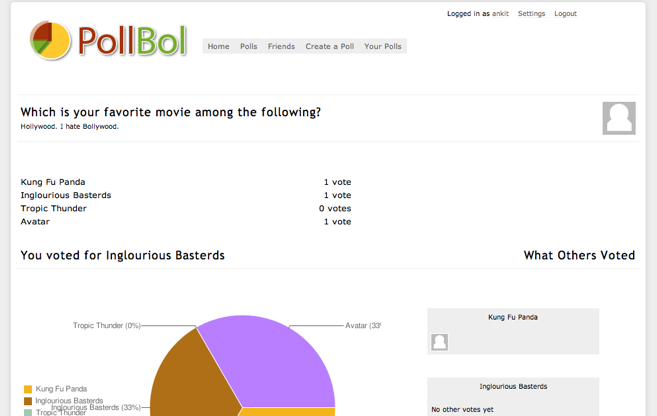 Logged in as ankit Settings Logout
PollBol
Home Polls Friends Create a Poll Your Polls
Which is your favorite movie among the following?
Hollywood. I hate Bollywood.
Kung Fu Panda 1 vote
Inglourious Basterds 1 vote
Tropic Thunder 0 votes
Avatar 1 vote
You voted for Inglourious Basterds What Others Voted
Kung Fu Panda
Tropic Thunder (0%) Avatar (33
Inglourious Basterds
Kung Fu Panda
Inglourious Basterds
Inglourious Basterds (33%)
Tropic Thunder
No other votes yet